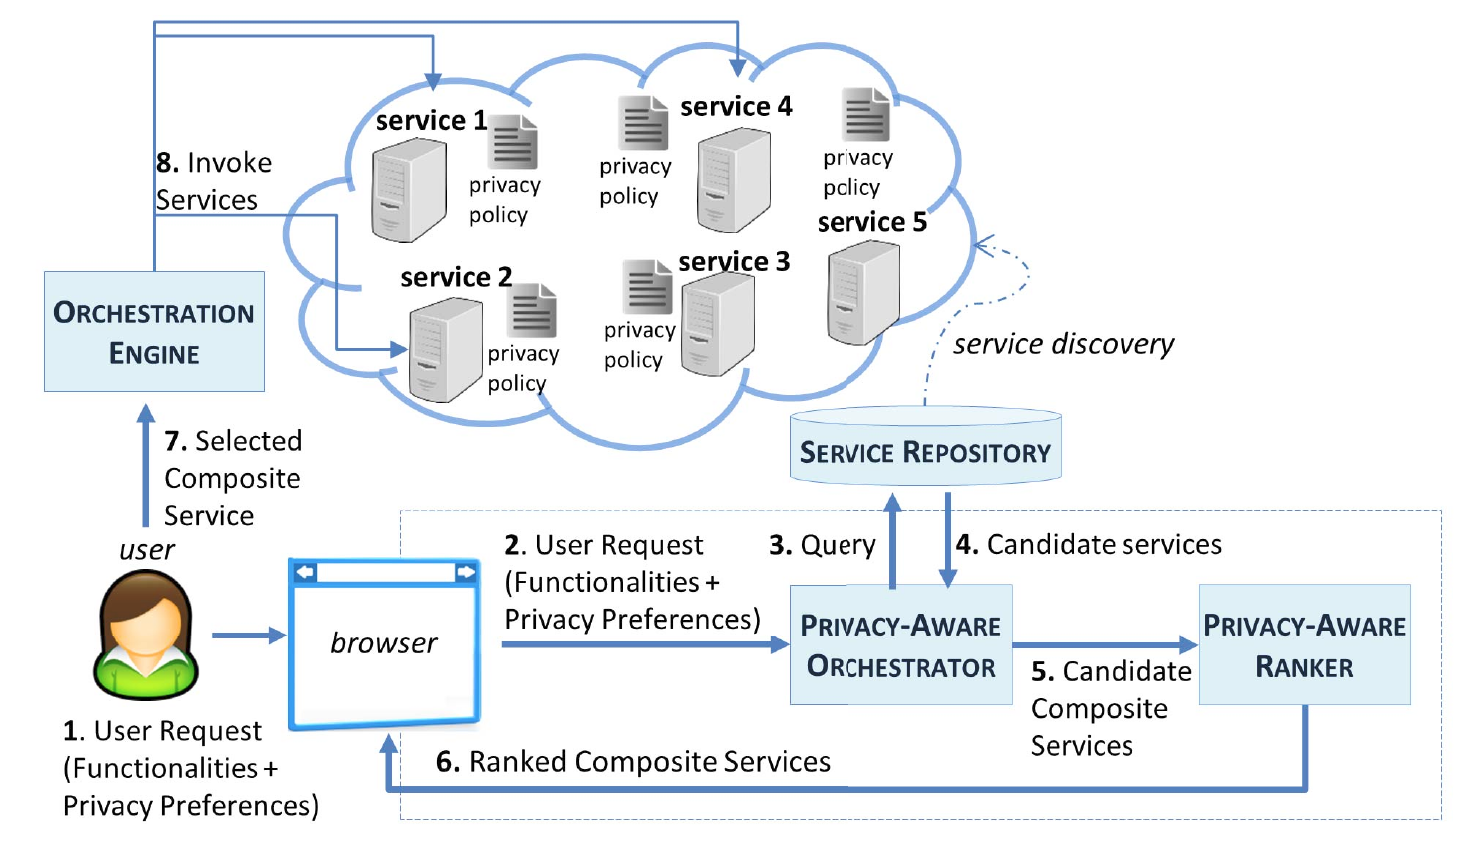 service 1
privacy
policy
privacy
policy
service 4
privacy
policy
service 5
8. Invoke
Services
service 2
privacy
policy
privacy
policy
service 3
ORCHESTRATION
ENGINE
service discovery
7. Selected
Composite
Service
SERVICE REPOSITORY
user
2. User Request
(Functionalities +
Privacy Preferences)
3. Query
4. Candidate services
browser
PRIVACY-AWARE
ORCHESTRATOR
PRIVACY-AWARE
RANKER
5. Candidate
Composite
Services
1. User Request
(Functionalities +
Privacy Preferences)
6. Ranked Composite Services